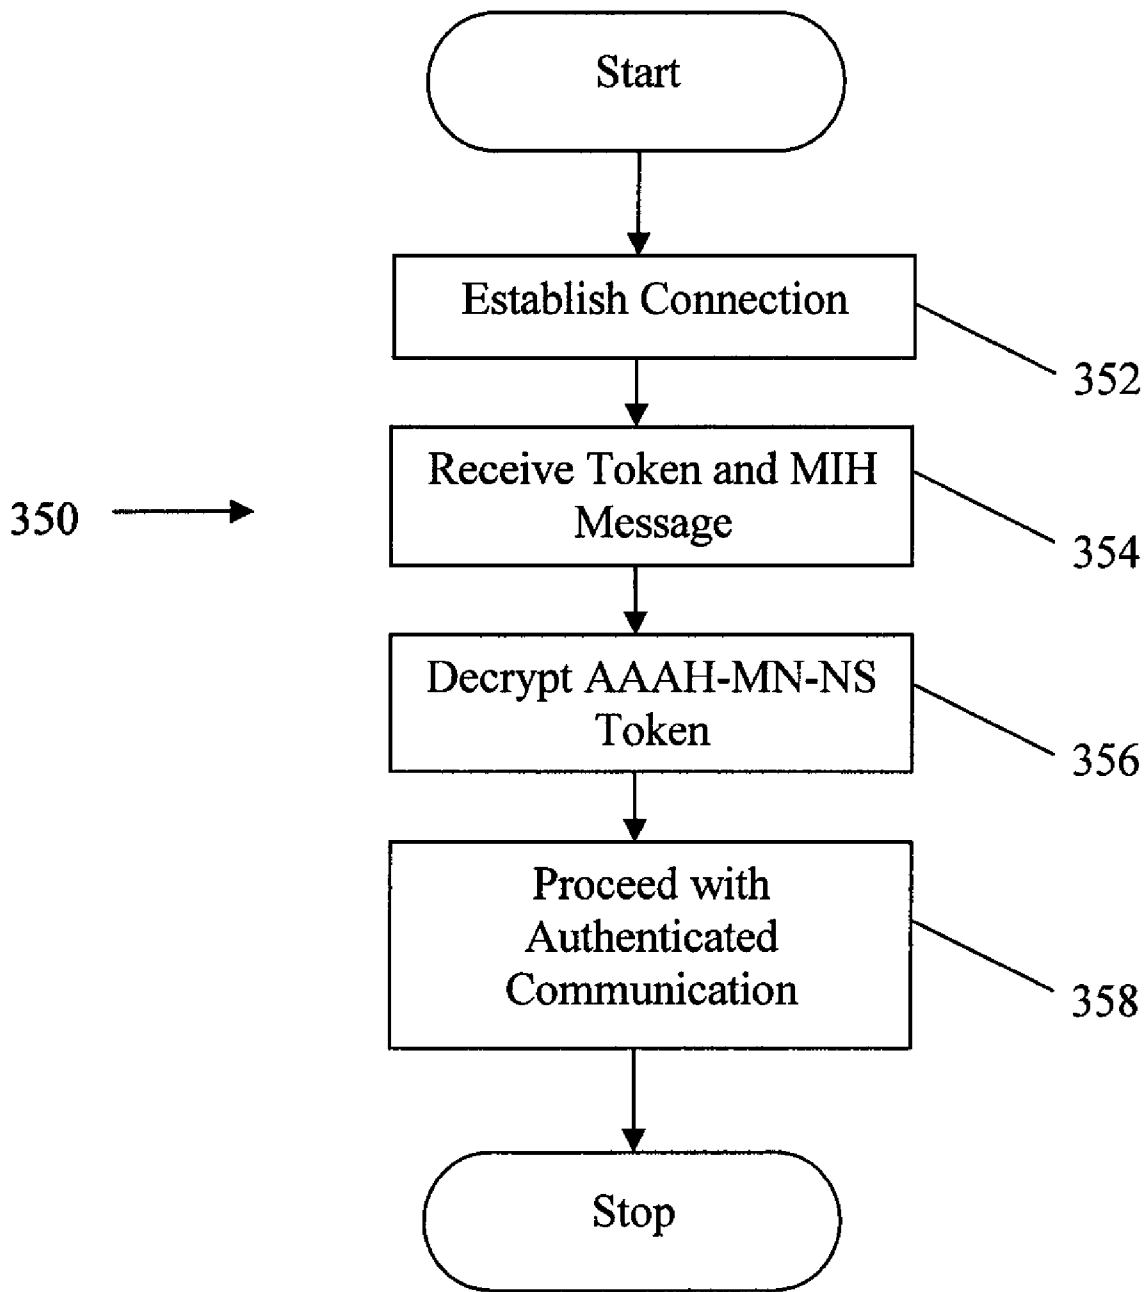 Start
Establish Connection
352
Receive Token and MIH
Message
350
354
Decrypt AAAH-MN-NS
Token
356
Proceed with
Authenticated
Communication
358
Stop